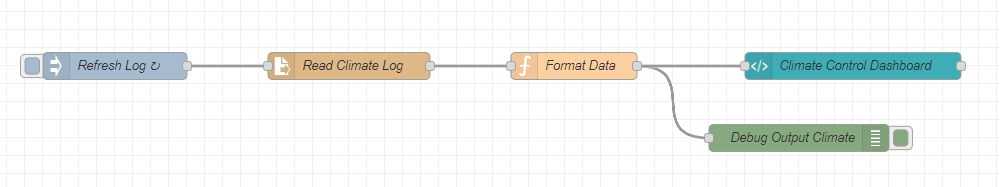 Refresh Log ↻
Read Climate Log
Format Data
</> Climate Control Dashboard
Debug Output Climate